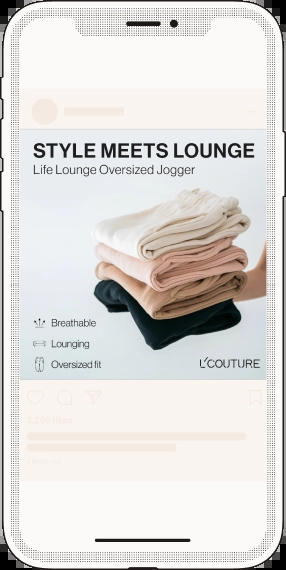 STYLE MEETS LOUNGE
Life Lounge Oversized Jogger
Breathable
Lounging
Oversized fit
L'COUTURE